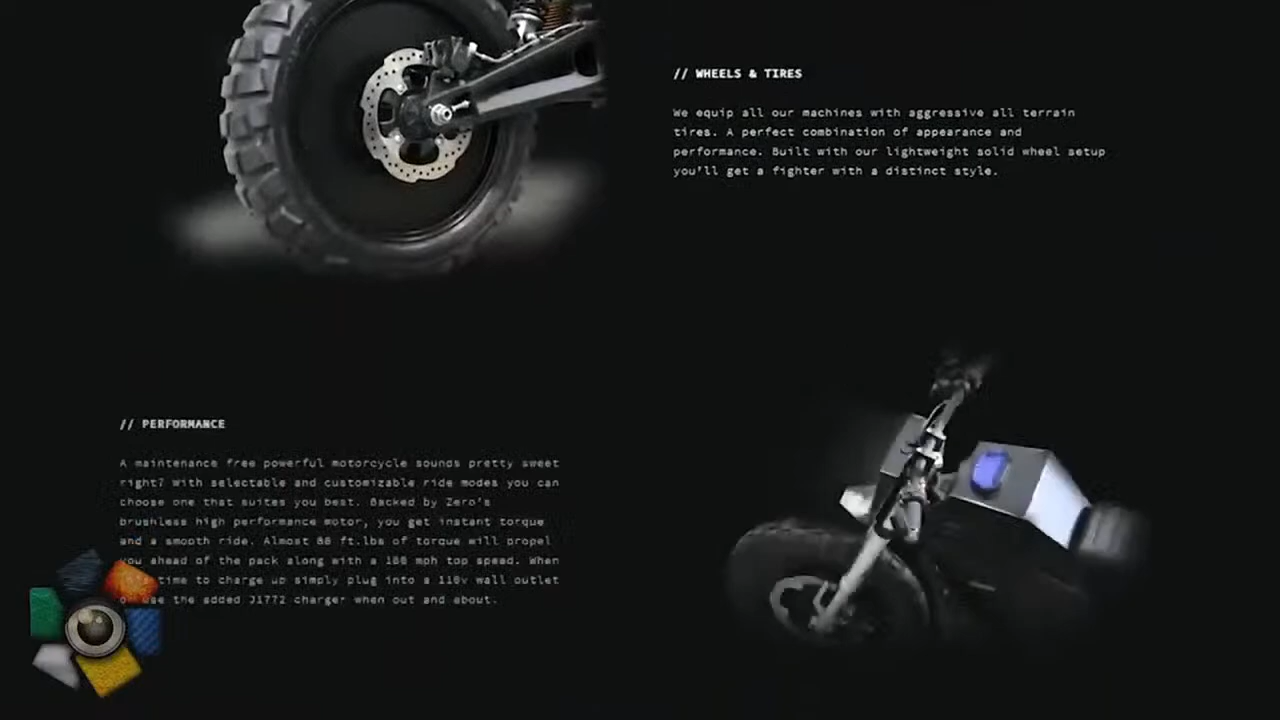 // WHEELS & TIRES
We equip all our machines with aggressive all terrain
tires. A perfect combination of appearance and
performance. Built with our lightweight solid wheel setup
you'll get a fighter with a distinct style.
// PERFORMANCE
A maintenance free powerful motorcycle sounds pretty sweet
right? With selectable and customizable ride modes you can
choose one that suites you best. Backed by Zero's
brushless high performance motor, you get instant torque
and a smooth ride. Almost ft.lbs of torque will propel
you ahead of the pack along with a top speed. When
time to charge up simply plug into a 110v wall outlet
use the added J1772 charger when out and about.